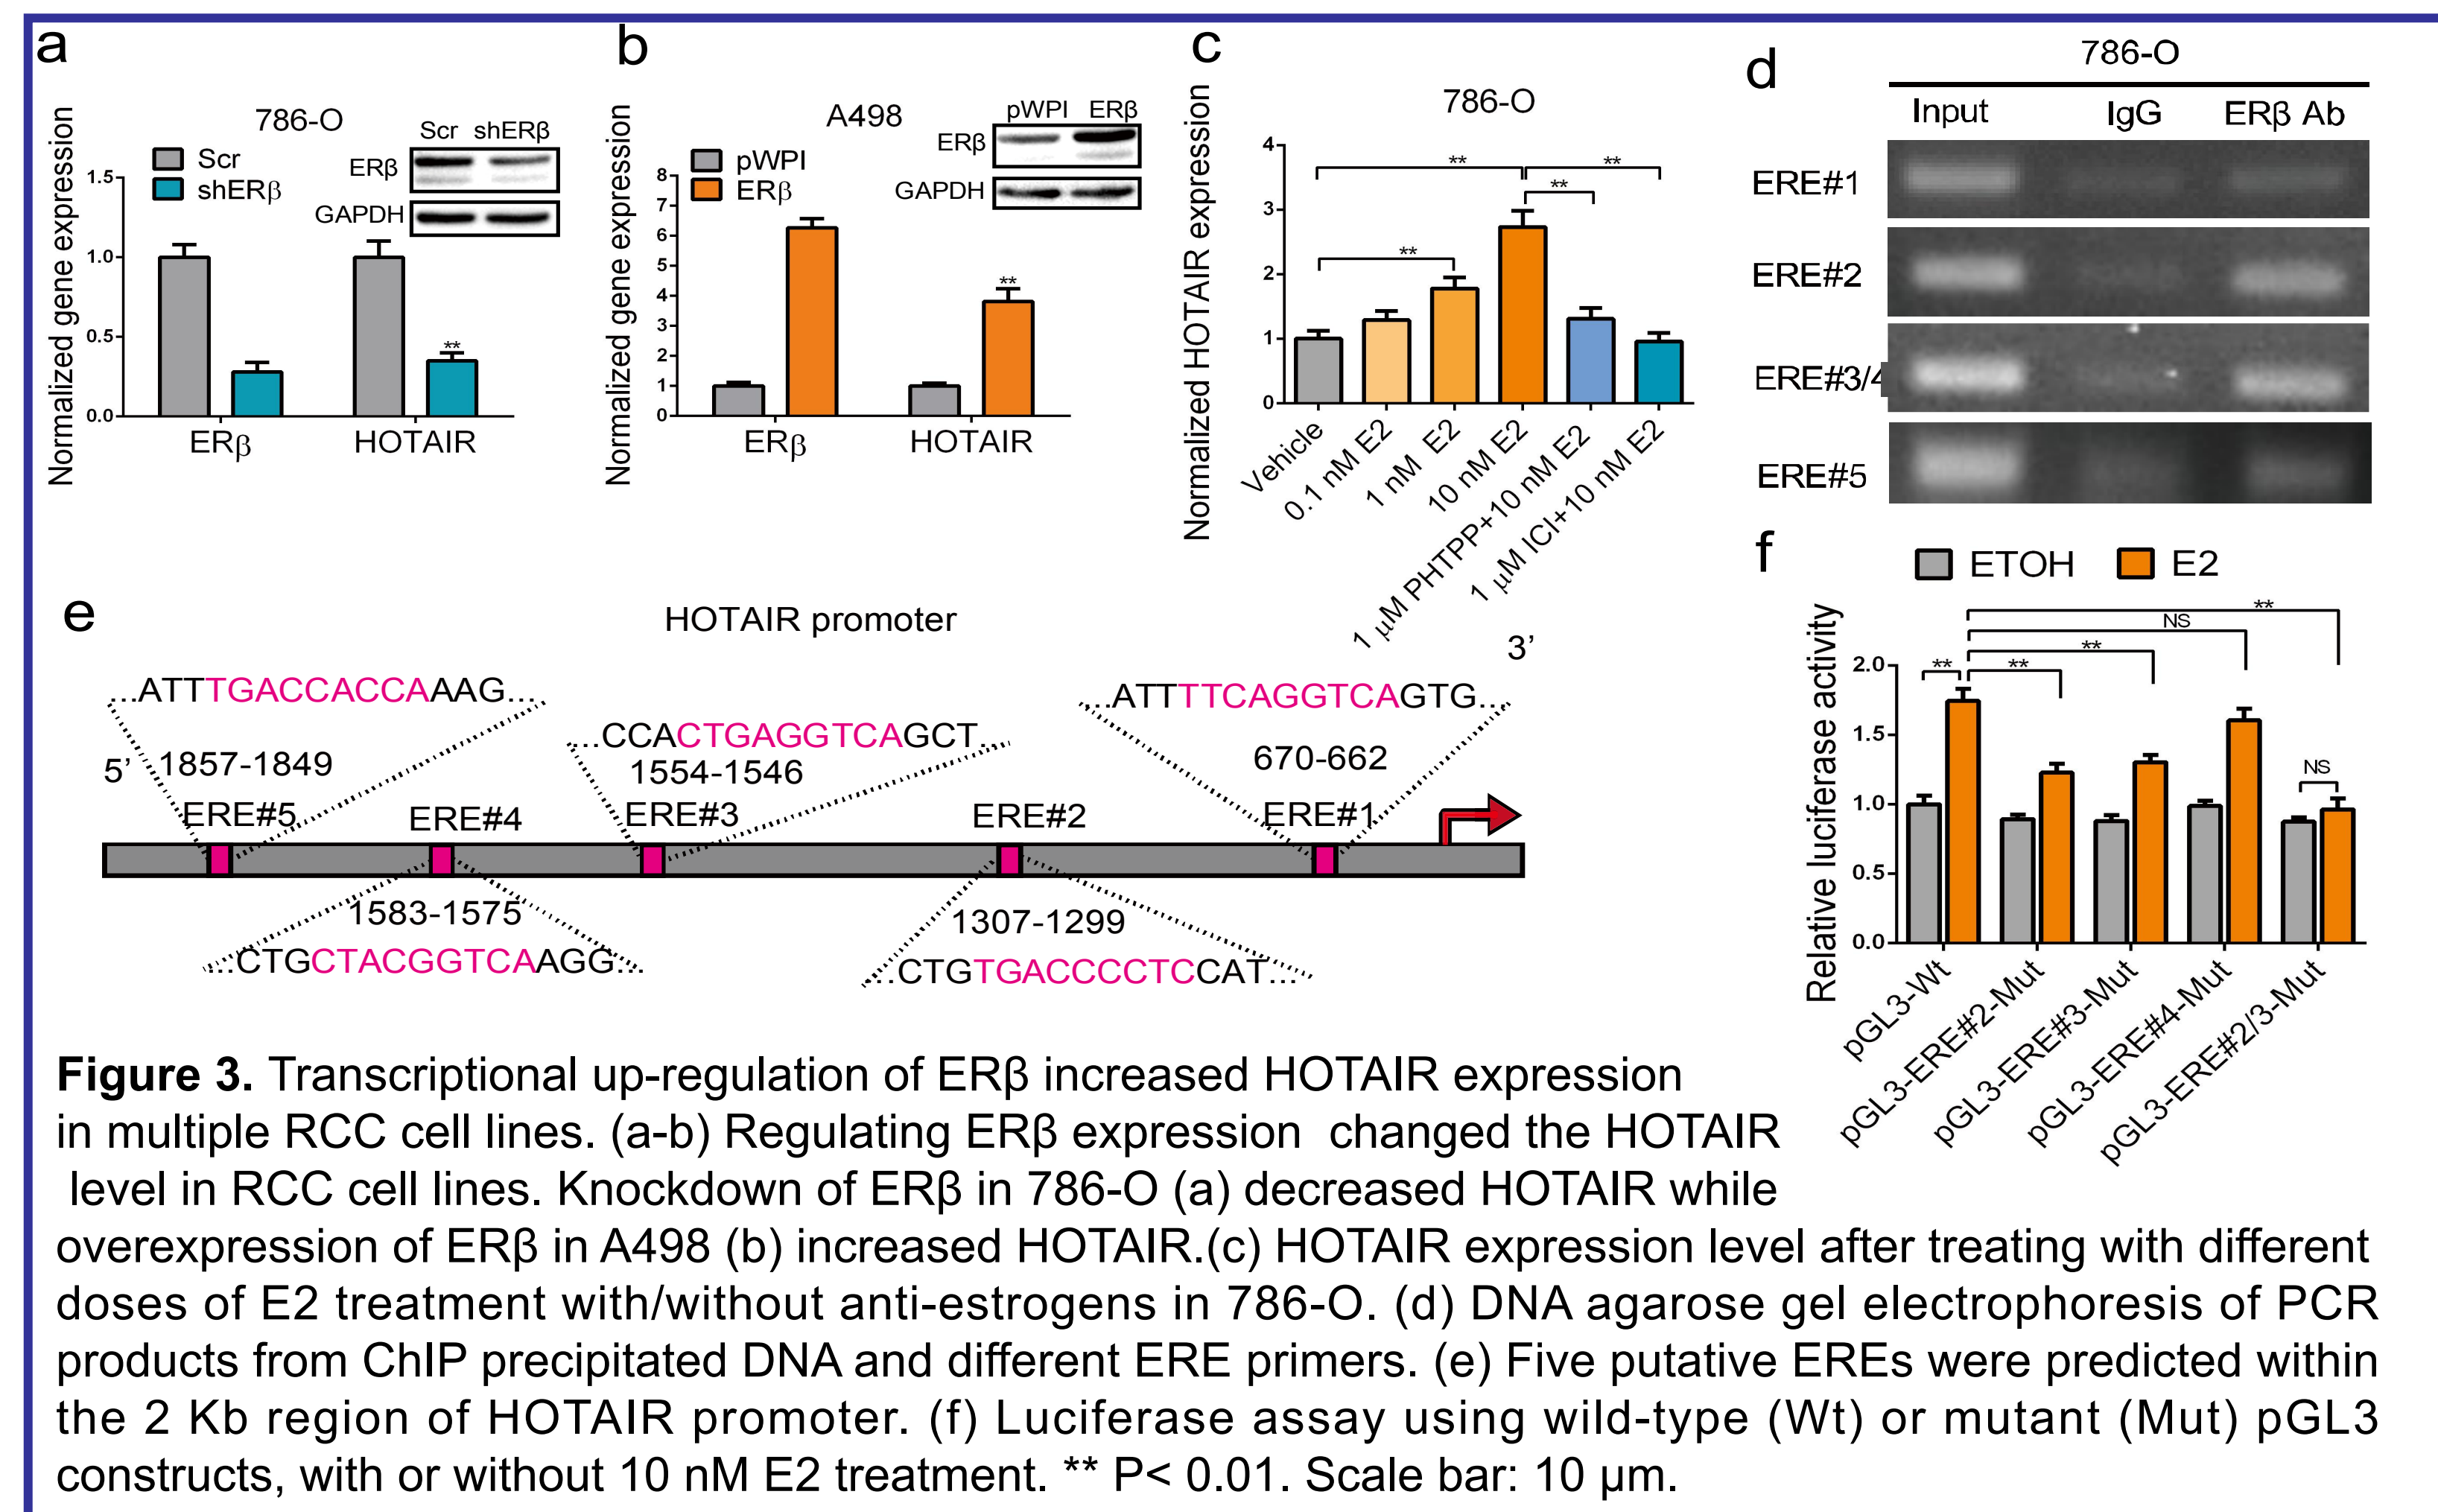 a
786-O
Scr
shERβ
Scr shERβ
ERβ
GAPDH
Normalized gene expression
1.5
1.0
0.5
0.0
ERβ
HOTAIR
**
b
A498
pWPI
ERβ
pWPI ERβ
ERβ
GAPDH
Normalized gene expression
8
7
6
5
4
3
2
1
0
ERβ
HOTAIR
**
c
786-O
Normalized HOTAIR expression
4
3
2
1
0
**
**
**
**
Vehicle
0.1 nM E2
1 nM E2
10 nM E2
1 μM PHTPP+10 nM E2
1 μM ICI+10 nM E2
d
786-O
Input IgG ERβ Ab
ERE#1
ERE#2
ERE#3/4
ERE#5
e
HOTAIR promoter
3’
...ATTTGACCACCAAAG...
...CCACTGAGGTCAGCT...
...ATTTTCAGGTCAGTG...
5’
1857-1849
1554-1546
670-662
ERE#5
ERE#4
ERE#3
ERE#2
ERE#1
1583-1575
1307-1299
...CTGCTACGGTCAAGG...
...CTGTGACCCCTCCAT...
f
ETOH
E2
Relative luciferase activity
2.0
1.5
1.0
0.5
0.0
**
NS
**
**
**
NS
pGL3-Wt
pGL3-ERE#2-Mut
pGL3-ERE#3-Mut
pGL3-ERE#4-Mut
pGL3-ERE#2/3-Mut
Figure 3. Transcriptional up-regulation of ERβ increased HOTAIR expression
in multiple RCC cell lines. (a-b) Regulating ERβ expression changed the HOTAIR
level in RCC cell lines. Knockdown of ERβ in 786-O (a) decreased HOTAIR while
overexpression of ERβ in A498 (b) increased HOTAIR.(c) HOTAIR expression level after treating with different
doses of E2 treatment with/without anti-estrogens in 786-O. (d) DNA agarose gel electrophoresis of PCR
products from ChIP precipitated DNA and different ERE primers. (e) Five putative EREs were predicted within
the 2 Kb region of HOTAIR promoter. (f) Luciferase assay using wild-type (Wt) or mutant (Mut) pGL3
constructs, with or without 10 nM E2 treatment. ** P< 0.01. Scale bar: 10 μm.